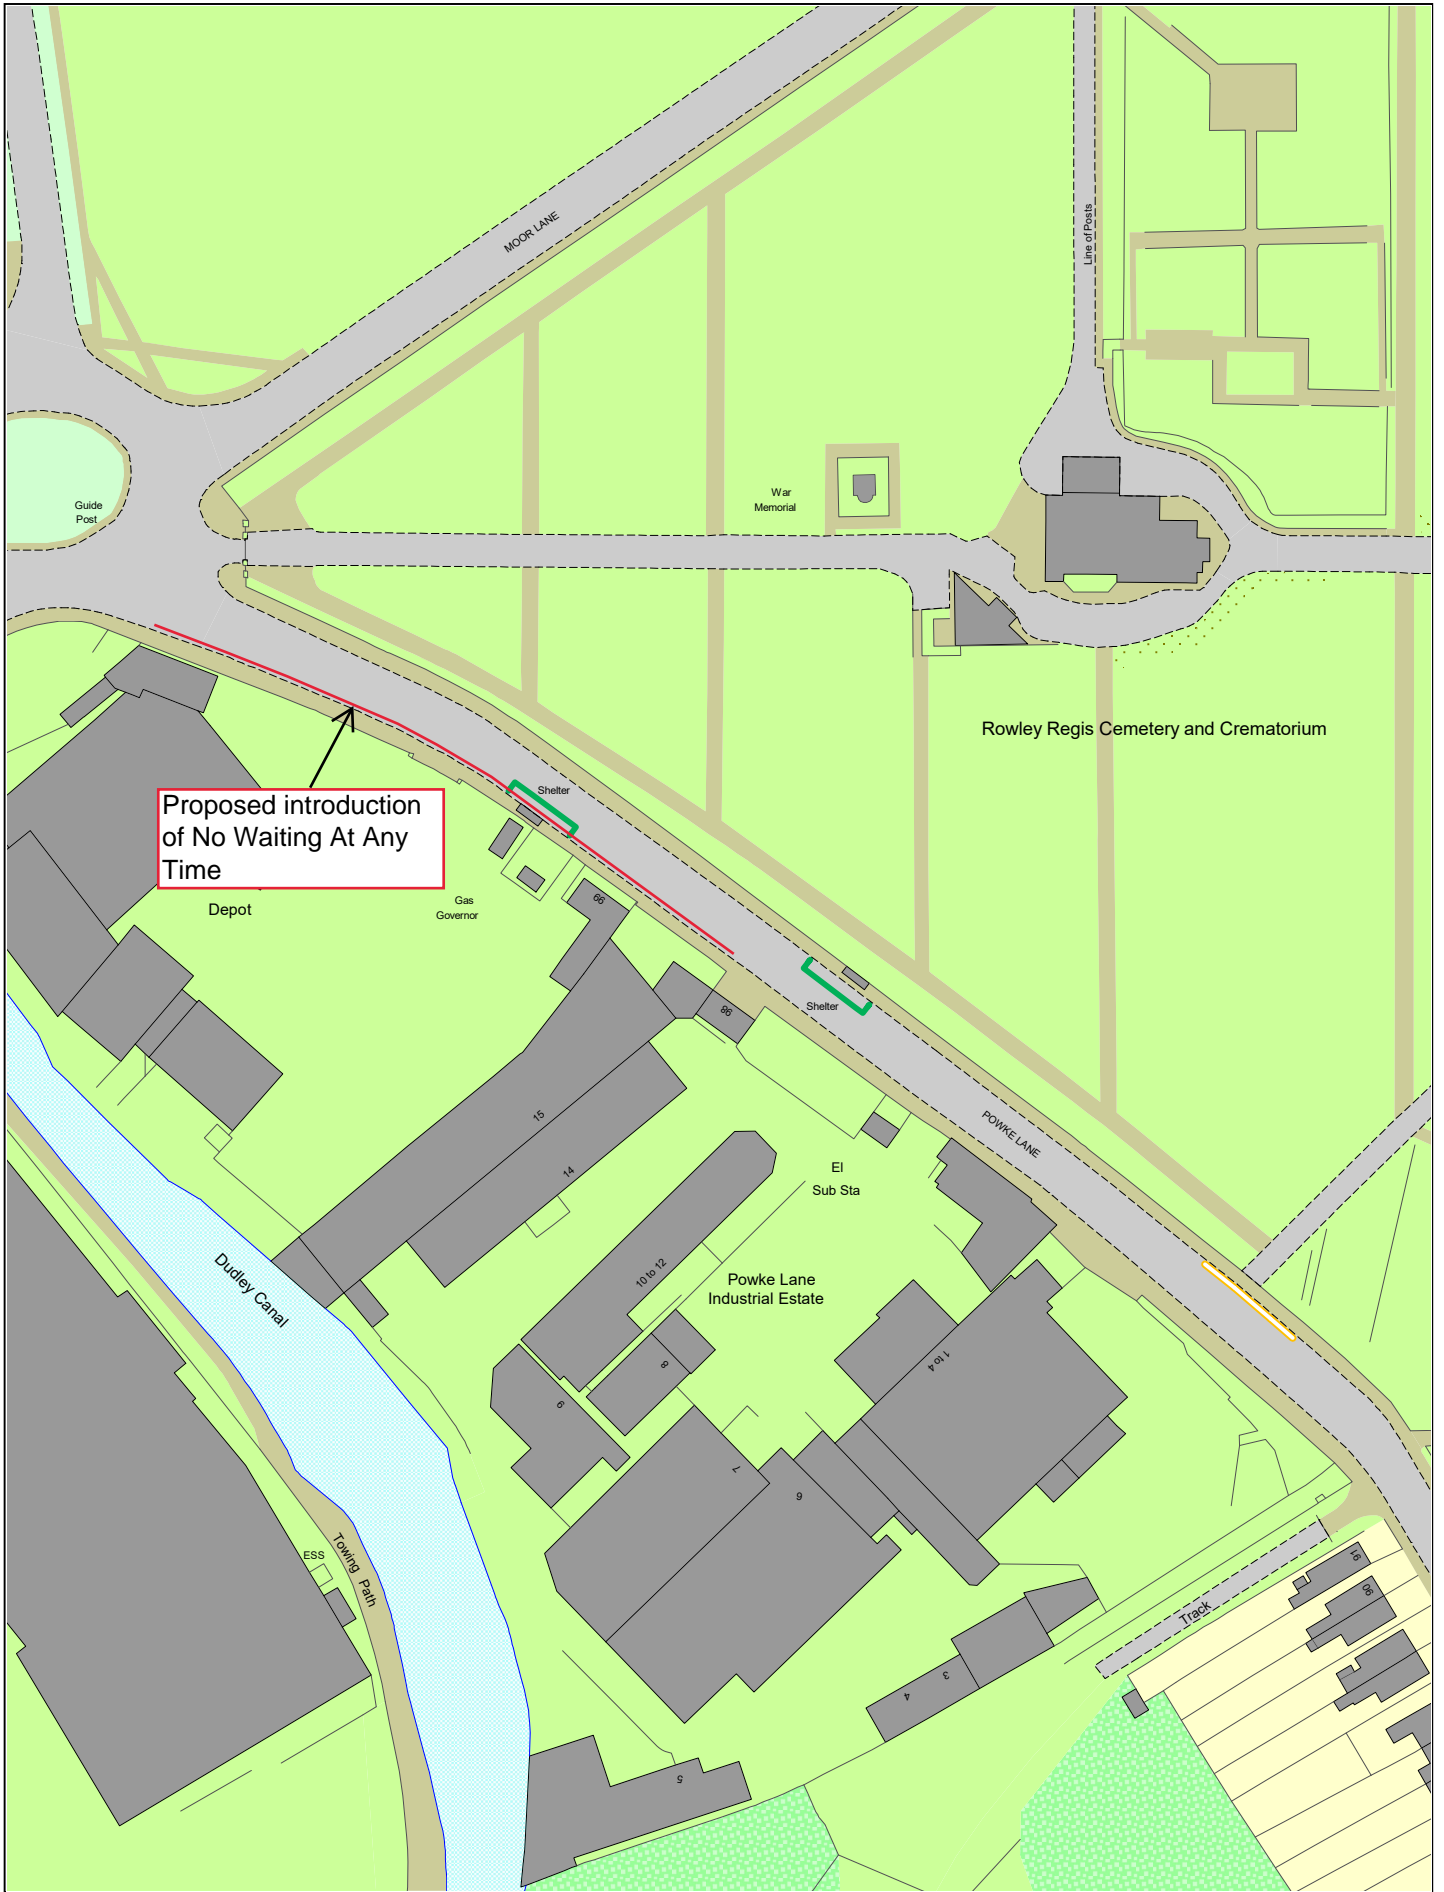 MOOR LANE
Line of Posts
Guide
Post
War
Memorial
Rowley Regis Cemetery and Crematorium
Shelter
Proposed introduction
of No Waiting At Any
Time
Depot
Gas
Governor
99
98
Shelter
15
14
POWKE LANE
El
Sub Sta
Dudley Canal
10 to 12
Powke Lane
Industrial Estate
8
9
1 to 4
7
6
ESS
Towing Path
91
90
Track
3
4
5